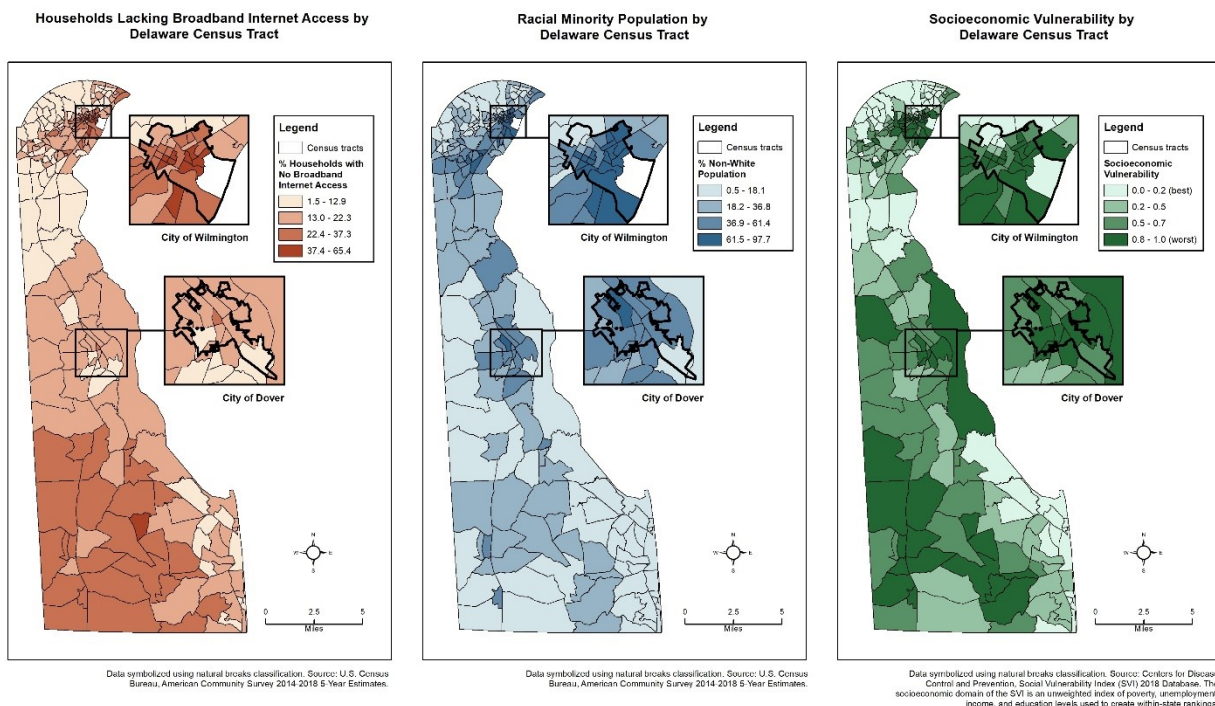 Households Lacking Broadband Internet Access by
Delaware Census Tract
Legend
Census tracts
% Households with
No Broadband
Internet Access
1.5 - 12.9
13.0 - 22.3
22.4 - 37.3
37.4 - 65.4
City of Wilmington
City of Dover
N
W
E
S
0
2.5
5
Miles
Data symbolized using natural breaks classification. Source: U.S. Census
Bureau, American Community Survey 2014-2018 5-Year Estimates.
Racial Minority Population by
Delaware Census Tract
Legend
Census tracts
% Non-White
Population
0.5 - 18.1
18.2 - 36.8
36.9 - 61.4
61.5 - 97.7
City of Wilmington
City of Dover
N
W
E
S
0
2.5
5
Miles
Data symbolized using natural breaks classification. Source: U.S. Census
Bureau, American Community Survey 2014-2018 5-Year Estimates.
Socioeconomic Vulnerability by
Delaware Census Tract
Legend
Census tracts
Socioeconomic
Vulnerability
0.0 - 0.2 (best)
0.2 - 0.5
0.5 - 0.7
0.8 - 1.0 (worst)
City of Wilmington
City of Dover
N
W
E
S
0
2.5
5
Miles
Data symbolized using natural breaks classification. Source: Centers for Disease
Control and Prevention, Social Vulnerability Index (SVI) 2018 Database. The
socioeconomic domain of the SVI is an unweighted index of poverty, unemployment,
income, and education levels used to create within-state rankings.